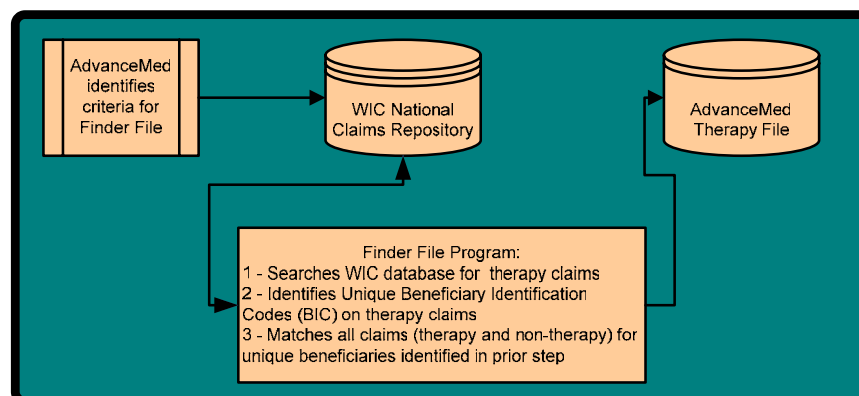 AdvanceMed
identifies
criteria for
Finder File
WIC National
Claims Repository
AdvanceMed
Therapy File
Finder File Program:
1 - Searches WIC database for therapy claims
2 - Identifies Unique Beneficiary Identification
Codes (BIC) on therapy claims
3 - Matches all claims (therapy and non-therapy) for
unique beneficiaries identified in prior step